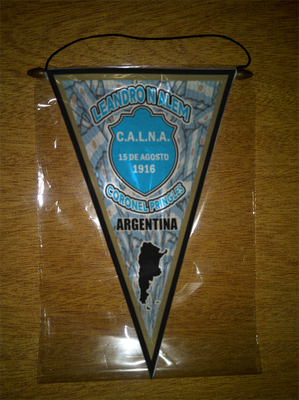 LEANDRO N ALEM
C.A.L.N.A.
15 DE AGOSTO
1916
CORONEL PRINGLES
ARGENTINA